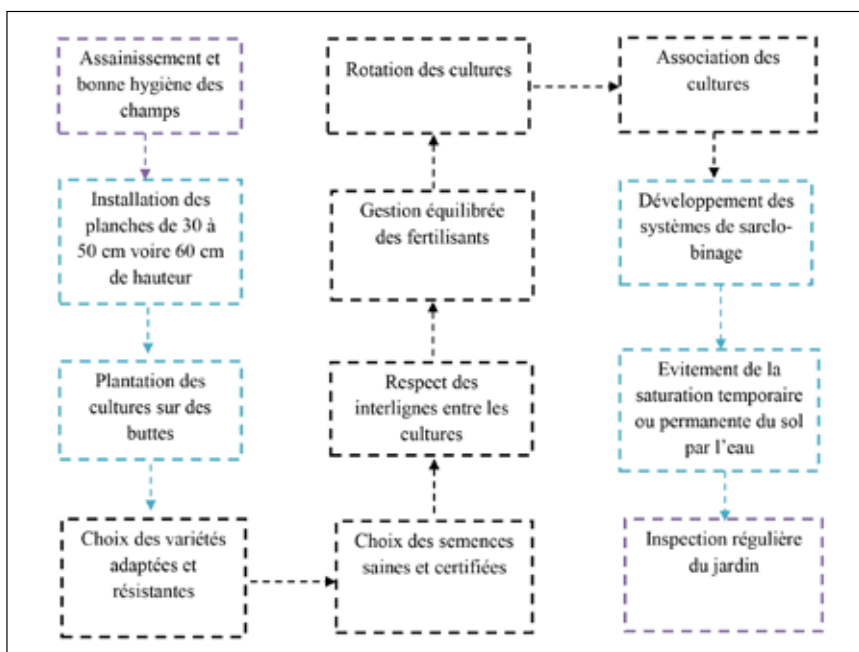 Assainissement et
bonne hygiène des
champs
Installation des
planches de 30 à
50 cm voire 60 cm
de hauteur
Plantation des
cultures sur des
buttes
Choix des variétés
adaptées et
résistantes
Choix des semences
saines et certifiées
Respect des
interlignes entre les
cultures
Gestion équilibrée
des fertilisants
Rotation des cultures
Association des
cultures
Développement des
systèmes de sarclo-
binage
Evitement de la
saturation temporaire
ou permanente du sol
par l'eau
Inspection régulière
du jardin